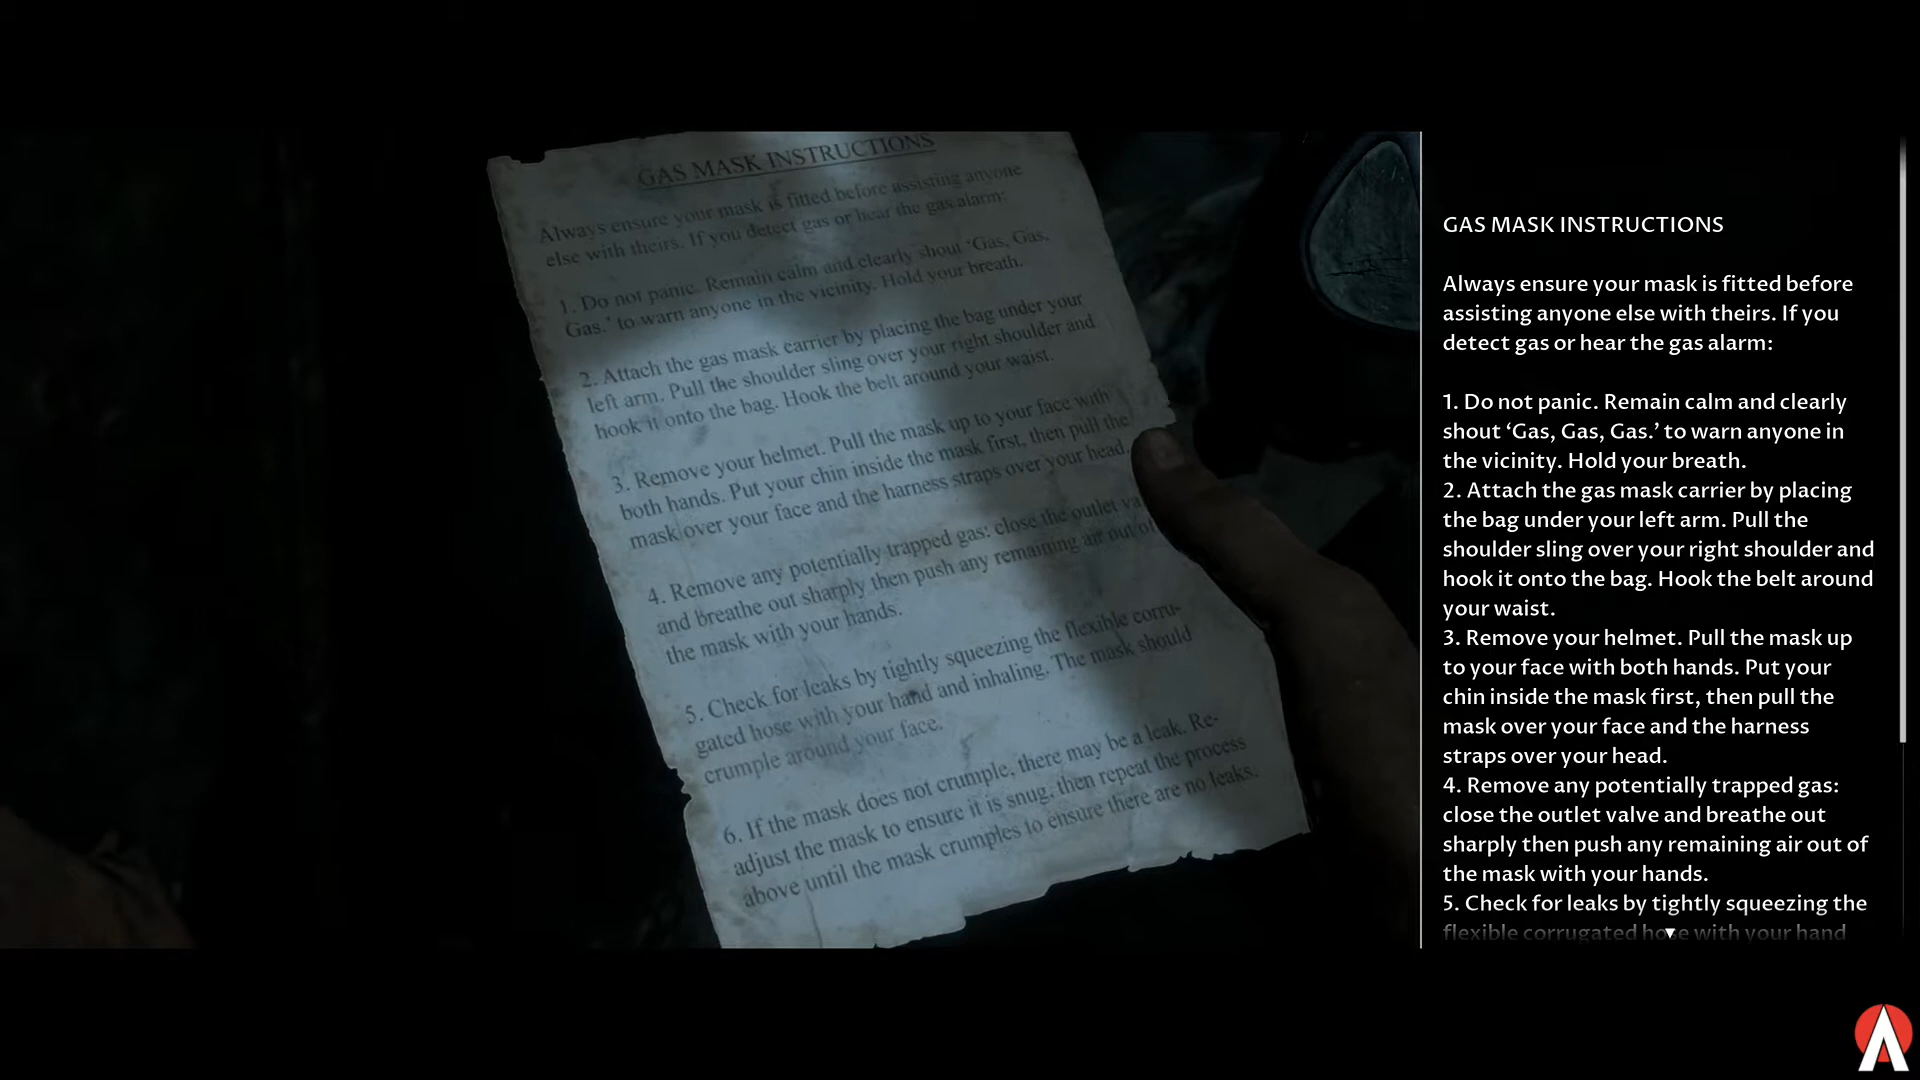 GAS MASK INSTRUCTIONS
Always ensure your mask is fitted before assisting anyone
else with theirs. If you detect gas or hear the gas alarm:
1. Do not panic. Remain calm and clearly shout ‘Gas, Gas,
Gas.’ to warn anyone in the vicinity. Hold your breath.
2. Attach the gas mask carrier by placing the bag under your
left arm. Pull the shoulder sling over your right shoulder and
hook it onto the bag. Hook the belt around your waist.
3. Remove your helmet. Pull the mask up to your face with
both hands. Put your chin inside the mask first, then pull the
mask over your face and the harness straps over your head.
4. Remove any potentially trapped gas: close the outlet va
and breathe out sharply then push any remaining air out of
the mask with your hands.
5. Check for leaks by tightly squeezing the flexible corru-
gated hose with your hand and inhaling. The mask should
crumple around your face.
6. If the mask does not crumple, there may be a leak. Re-
adjust the mask to ensure it is snug, then repeat the process
above until the mask crumples to ensure there are no leaks.
GAS MASK INSTRUCTIONS
Always ensure your mask is fitted before
assisting anyone else with theirs. If you
detect gas or hear the gas alarm:
1. Do not panic. Remain calm and clearly
shout ‘Gas, Gas, Gas.’ to warn anyone in
the vicinity. Hold your breath.
2. Attach the gas mask carrier by placing
the bag under your left arm. Pull the
shoulder sling over your right shoulder and
hook it onto the bag. Hook the belt around
your waist.
3. Remove your helmet. Pull the mask up
to your face with both hands. Put your
chin inside the mask first, then pull the
mask over your face and the harness
straps over your head.
4. Remove any potentially trapped gas:
close the outlet valve and breathe out
sharply then push any remaining air out of
the mask with your hands.
5. Check for leaks by tightly squeezing the
flexible corrugated hose with your hand